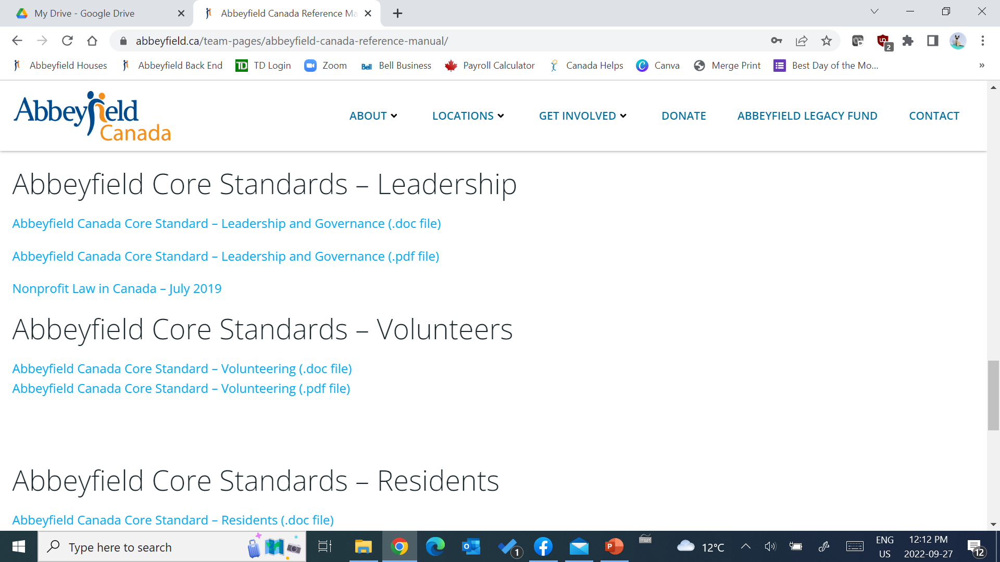 My Drive - Google Drive
Abbeyfield Canada Reference Ma
abbeyfield.ca/team-pages/abbeyfield-canada-reference-manual/
2
Abbeyfield Houses
Abbeyfield Back End
TD Login
Zoom
Bell
Bell Business
Payroll Calculator
Canada Helps
Canva
Merge Print
Best Day of the Mo...
»
Abbeyfield
Canada
ABOUT
LOCATIONS
GET INVOLVED
DONATE
ABBEYFIELD LEGACY FUND
CONTACT
Abbeyfield Core Standards – Leadership
Abbeyfield Canada Core Standard – Leadership and Governance (.doc file)
Abbeyfield Canada Core Standard – Leadership and Governance (.pdf file)
Nonprofit Law in Canada – July 2019
Abbeyfield Core Standards – Volunteers
Abbeyfield Canada Core Standard – Volunteering (.doc file)
Abbeyfield Canada Core Standard – Volunteering (.pdf file)
Abbeyfield Core Standards – Residents
Abbeyfield Canada Core Standard – Residents (.doc file)
Type here to search
1
12°C
ENG
US
12:12 PM
2022-09-27
12